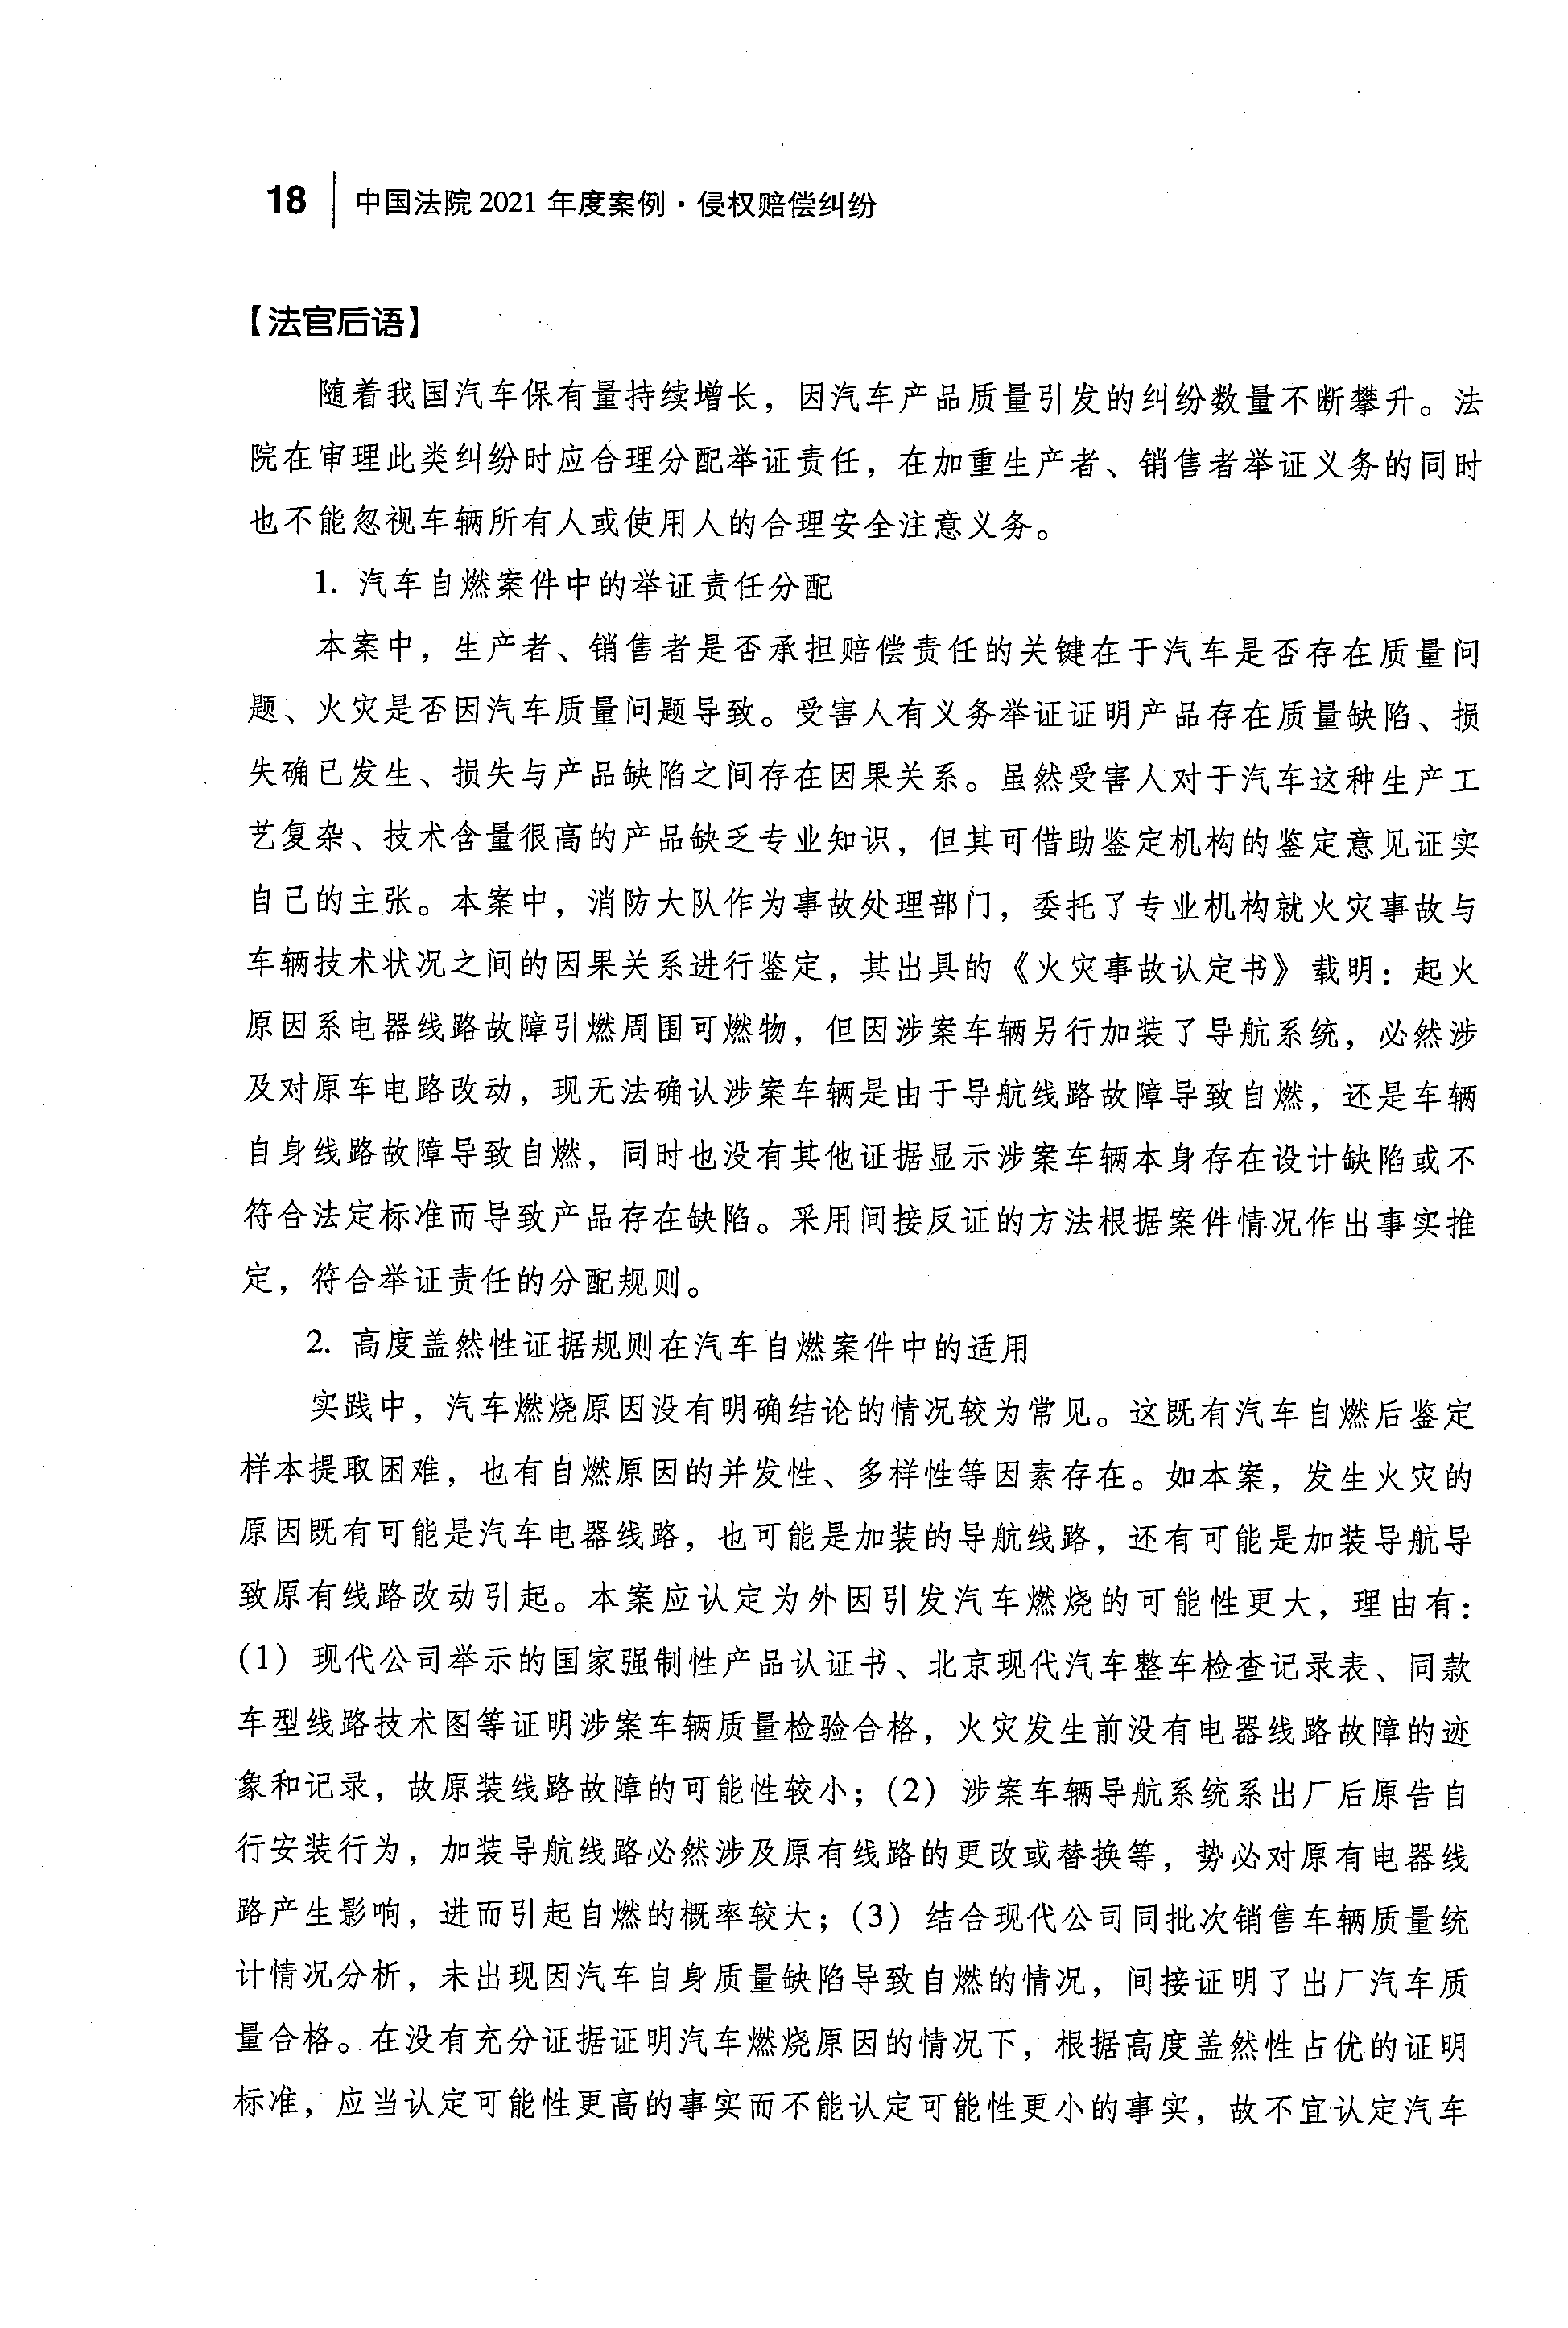 18 中国法院2021年度案例·侵权赔偿纠纷
【法官后语】
随着我国汽车保有量持续增长，因汽车产品质量引发的纠纷数量不断攀升。法
院在审理此类纠纷时应合理分配举证责任，在加重生产者、销售者举证义务的同时
也不能忽视车辆所有人或使用人的合理安全注意义务。
1. 汽车自燃案件中的举证责任分配
本案中，生产者、销售者是否承担赔偿责任的关键在于汽车是否存在质量问
题、火灾是否因汽车质量问题导致。受害人有义务举证证明产品存在质量缺陷、损
失确已发生、损失与产品缺陷之间存在因果关系。虽然受害人对于汽车这种生产工
艺复杂、技术含量很高的产品缺乏专业知识，但其可借助鉴定机构的鉴定意见证实
自己的主张。本案中，消防大队作为事故处理部门，委托了专业机构就火灾事故与
车辆技术状况之间的因果关系进行鉴定，其出具的《火灾事故认定书》载明：起火
原因系电器线路故障引燃周围可燃物，但因涉案车辆另行加装了导航系统，必然涉
及对原车电路改动，现无法确认涉案车辆是由于导航线路故障导致自燃，还是车辆
自身线路故障导致自燃，同时也没有其他证据显示涉案车辆本身存在设计缺陷或不
符合法定标准而导致产品存在缺陷。采用间接反证的方法根据案件情况作出事实推
定，符合举证责任的分配规则。
2. 高度盖然性证据规则在汽车自燃案件中的适用
实践中，汽车燃烧原因没有明确结论的情况较为常见。这既有汽车自燃后鉴定
样本提取困难，也有自燃原因的并发性、多样性等因素存在。如本案，发生火灾的
原因既有可能是汽车电器线路，也可能是加装的导航线路，还有可能是加装导航导
致原有线路改动引起。本案应认定为外因引发汽车燃烧的可能性更大，理由有：
(1) 现代公司举示的国家强制性产品认证书、北京现代汽车整车检查记录表、同款
车型线路技术图等证明涉案车辆质量检验合格，火灾发生前没有电器线路故障的迹
象和记录，故原装线路故障的可能性较小；(2) 涉案车辆导航系统系出厂后原告自
行安装行为，加装导航线路必然涉及原有线路的更改或替换等，势必对原有电器线
路产生影响，进而引起自燃的概率较大；(3) 结合现代公司同批次销售车辆质量统
计情况分析，未出现因汽车自身质量缺陷导致自燃的情况，间接证明了出厂汽车质
量合格。在没有充分证据证明汽车燃烧原因的情况下，根据高度盖然性占优的证明
标准，应当认定可能性更高的事实而不能认定可能性更小的事实，故不宜认定汽车